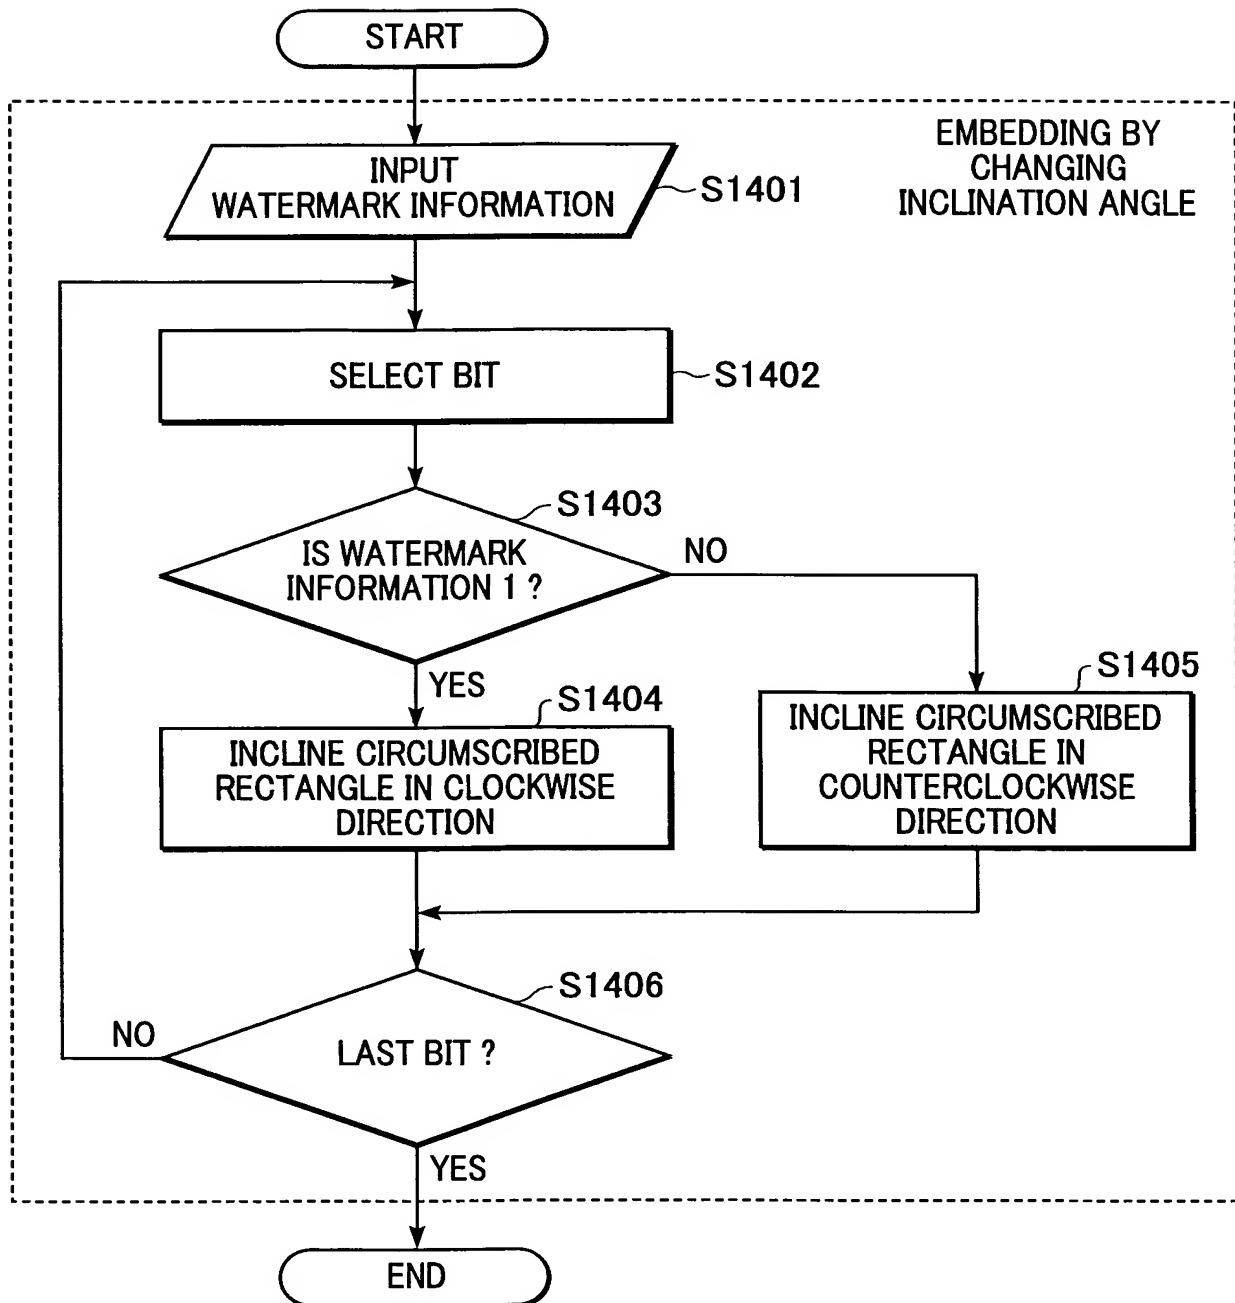 START
EMBEDDING BY
CHANGING
INCLINATION ANGLE
INPUT
WATERMARK INFORMATION
S1401
SELECT BIT
S1402
S1403
IS WATERMARK
INFORMATION 1 ?
NO
YES
S1404
INCLINE CIRCUMSCRIBED
RECTANGLE IN CLOCKWISE
DIRECTION
S1405
INCLINE CIRCUMSCRIBED
RECTANGLE IN
COUNTERCLOCKWISE
DIRECTION
S1406
LAST BIT ?
NO
YES
END